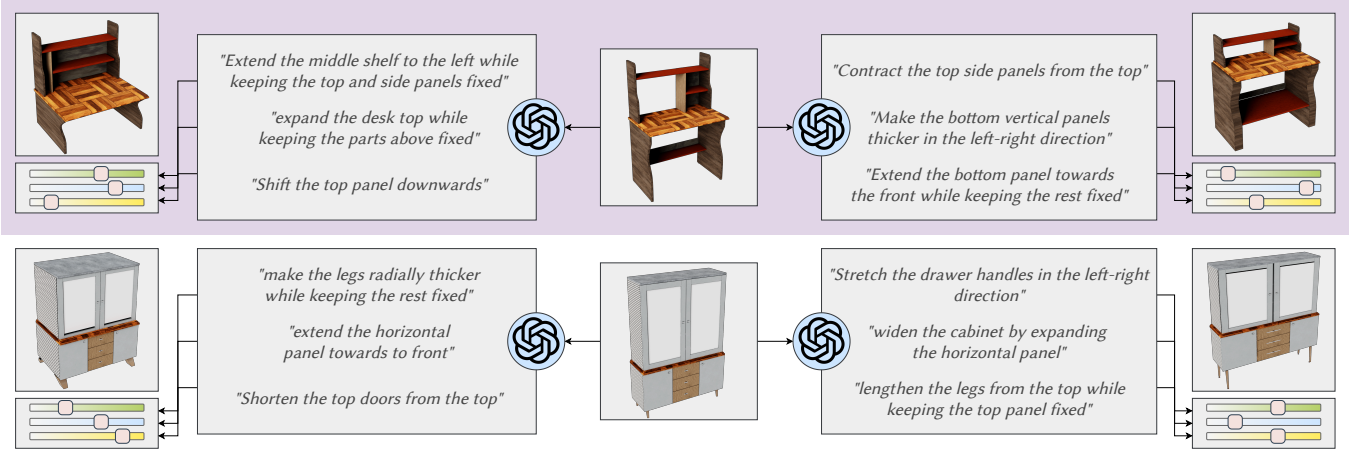 "Extend the middle shelf to the left while
keeping the top and side panels fixed"
"expand the desk top while
keeping the parts above fixed"
"Shift the top panel downwards"
"Contract the top side panels from the top"
"Make the bottom vertical panels
thicker in the left-right direction"
"Extend the bottom panel towards
the front while keeping the rest fixed"
"make the legs radially thicker
while keeping the rest fixed"
"extend the horizontal
panel towards to front"
"Shorten the top doors from the top"
"Stretch the drawer handles in the left-right
direction"
"widen the cabinet by expanding
the horizontal panel"
"lengthen the legs from the top while
keeping the top panel fixed"